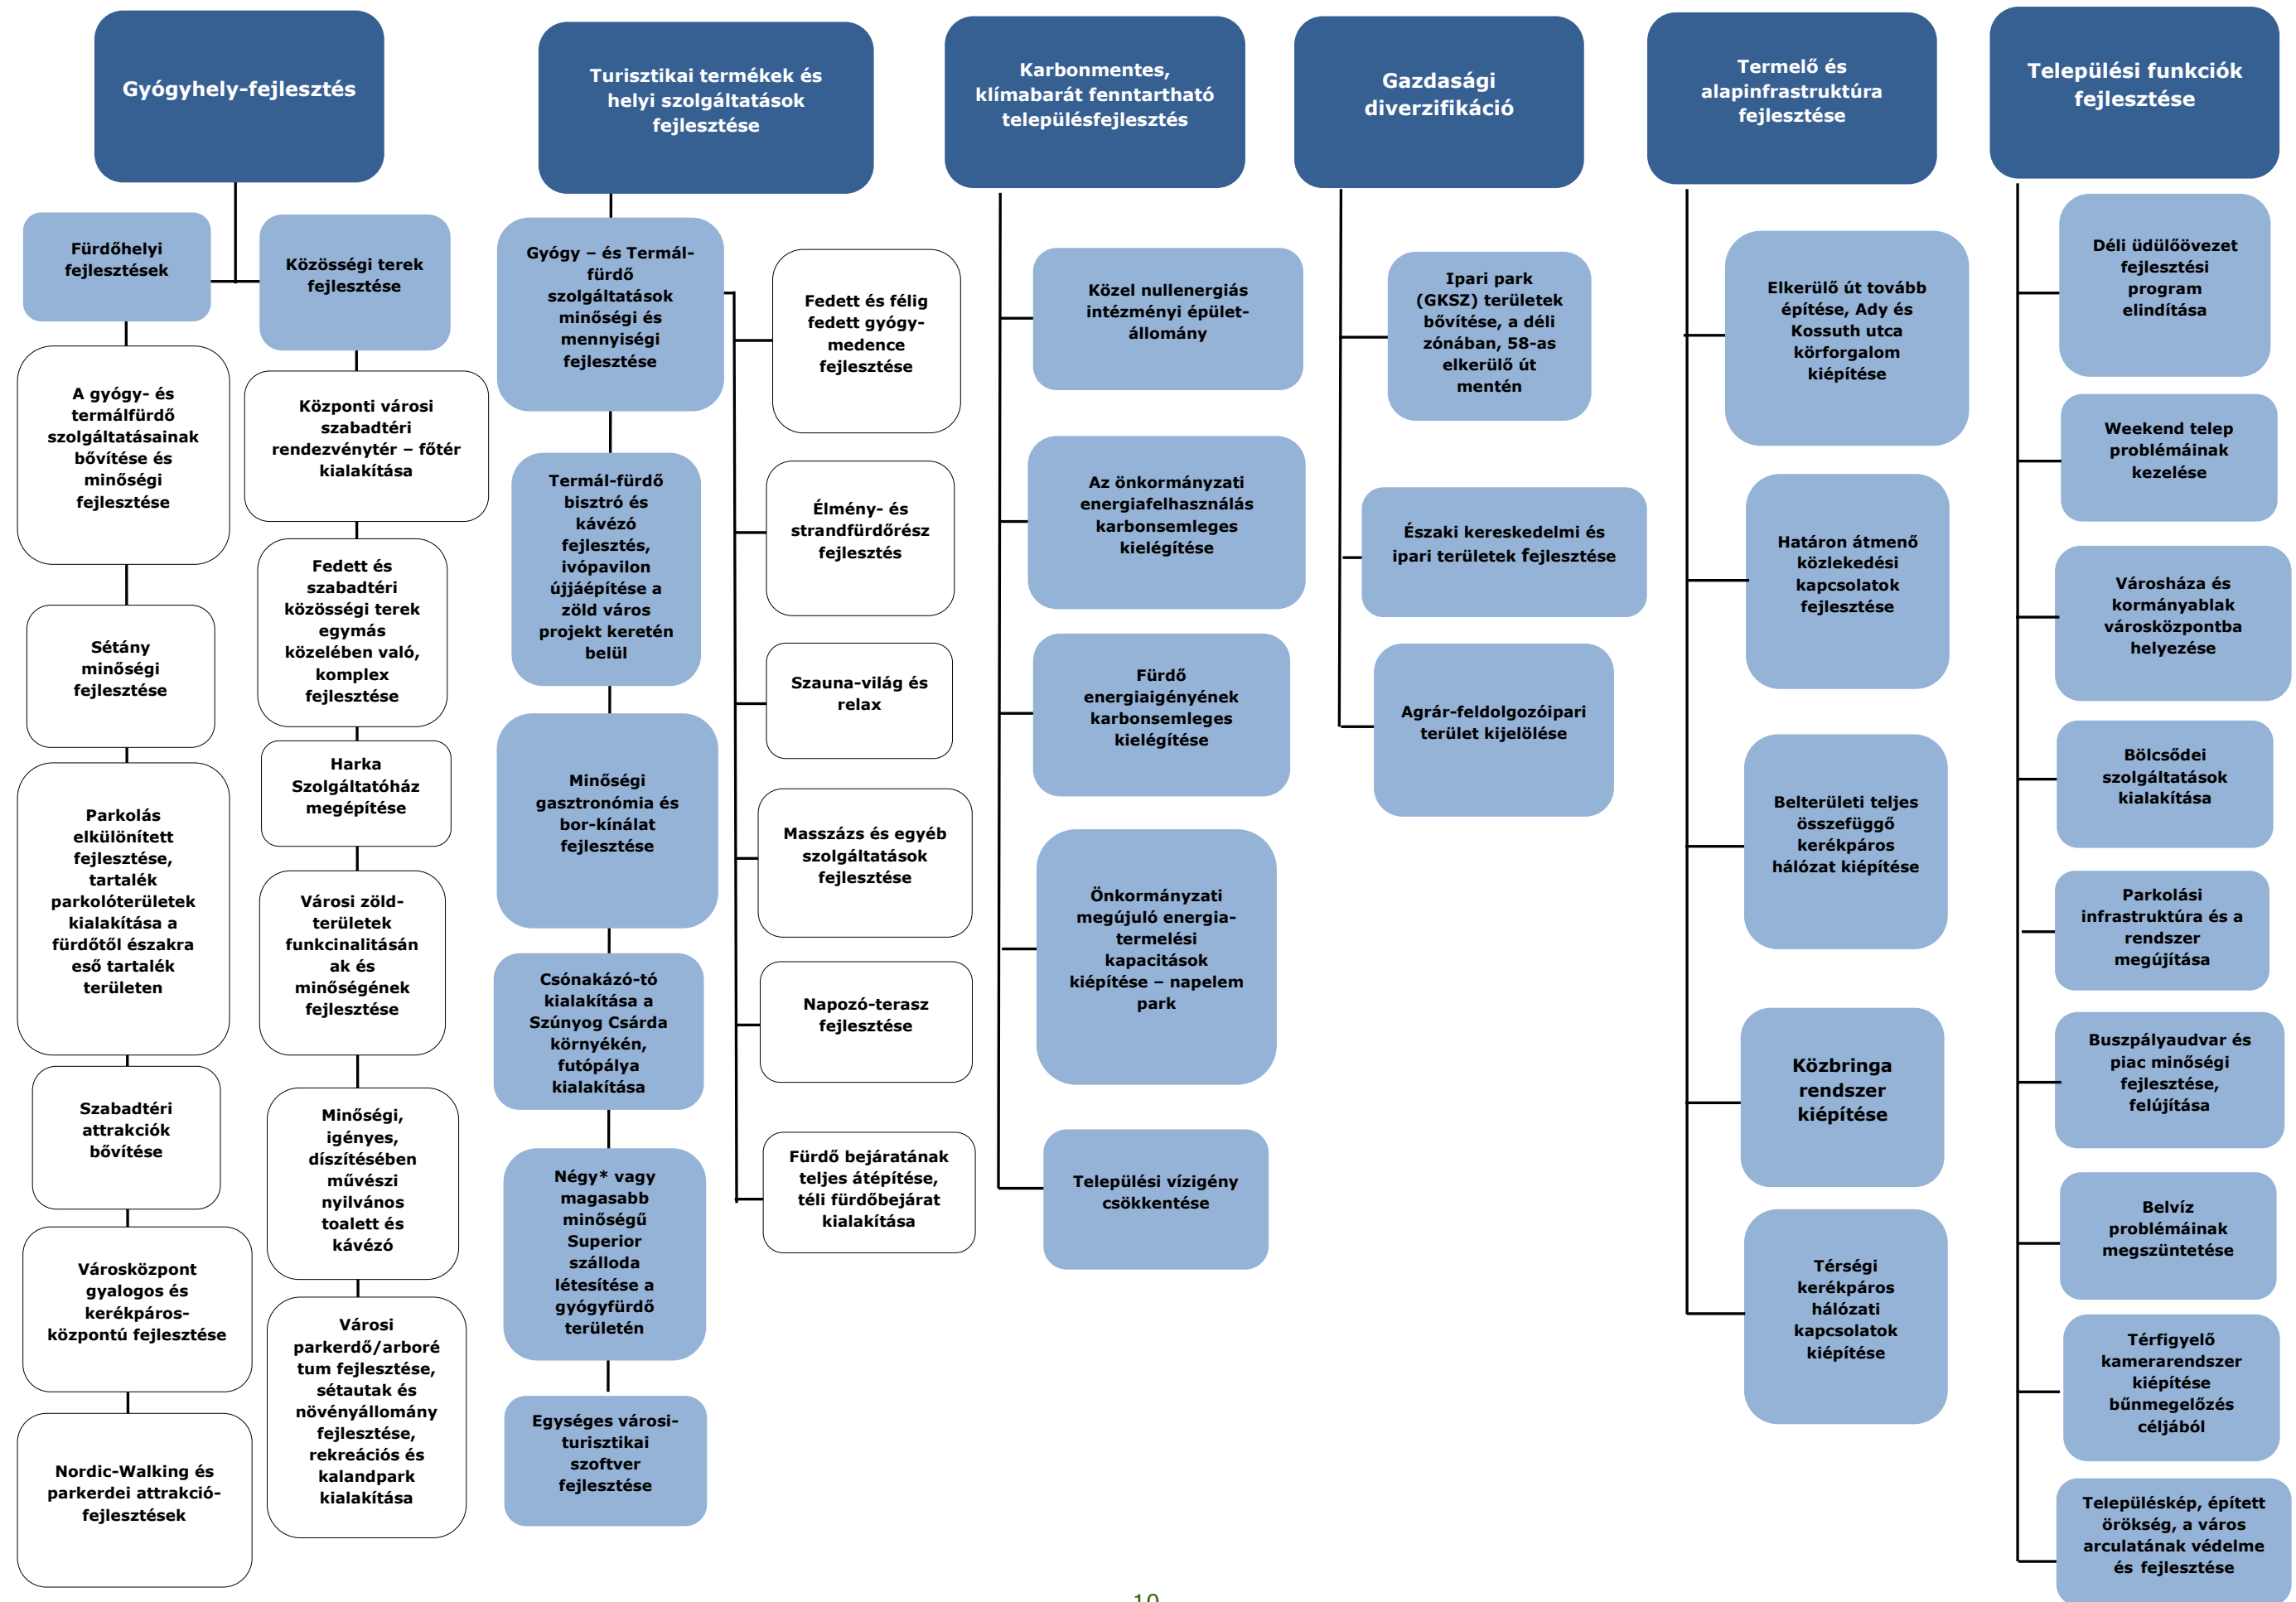 Gyógyhely-fejlesztés
Fürdőhelyi
fejlesztések
A gyógy- és
termálfürdő
szolgáltatásainak
bővítése és
minőségi
fejlesztése
Sétány
minőségi
fejlesztése
Parkolás
elkülönített
fejlesztése,
tartalék
parkolóterületek
kialakítása a
fürdőtől északra
eső tartalék
területen
Szabadtéri
attrakciók
bővítése
Városközpont
gyalogos és
kerékpáros-
központú fejlesztése
Nordic-Walking és
parkerdei attrakció-
fejlesztések
Közösségi terek
fejlesztése
Központi városi
szabadtéri
rendezvénytér – főtér
kialakítása
Fedett és
szabadtéri
közösségi terek
egymás
közelében való,
komplex
fejlesztése
Harka
Szolgáltatóház
megépítése
Városi zöld-
területek
funkcinalitásán
ak és
minőségének
fejlesztése
Minőségi,
igényes,
díszítésében
művészi
nyilvános
toalett és
kávézó
Városi
parkerdő/arboré
tum fejlesztése,
sétautak és
növényállomány
fejlesztése,
rekreációs és
kalandpark
kialakítása
Turisztikai termékek és
helyi szolgáltatások
fejlesztése
Gyógy – és Termál-
fürdő
szolgáltatások
minőségi és
mennyiségi
fejlesztése
Termál-fürdő
bisztró és
kávézó
fejlesztés,
ivópavilon
újjáépítése a
zöld város
projekt keretén
belül
Minőségi
gasztronómia és
bor-kínálat
fejlesztése
Csónakázó-tó
kialakítása a
Szúnyog Csárda
környékén,
futópálya
kialakítása
Négy* vagy
magasabb
minőségű
Superior
szálloda
létesítése a
gyógyfürdő
területén
Egységes városi-
turisztikai
szoftver
fejlesztése
Fedett és félig
fedett gyógy-
medence
fejlesztése
Élmény- és
strandfürdőrész
fejlesztés
Szauna-világ és
relax
Masszázs és egyéb
szolgáltatások
fejlesztése
Napozó-terasz
fejlesztése
Fürdő bejáratának
teljes átépítése,
téli fürdőbejárat
kialakítása
Karbonmentes,
klímabarát fenntartható
településfejlesztés
Közel nullenergiás
intézményi épület-
állomány
Az önkormányzati
energiafelhasználás
karbonsemleges
kielégítése
Fürdő
energiaigényének
karbonsemleges
kielégítése
Önkormányzati
megújuló energia-
termelési
kapacitások
kiépítése – napelem
park
Települési vízigény
csökkentése
Gazdasági
diverzifikáció
Ipari park
(GKSZ) területek
bővítése, a déli
zónában, 58-as
elkerülő út
mentén
Északi kereskedelmi és
ipari területek fejlesztése
Agrár-feldolgozóipari
terület kijelölése
Termelő és
alapinfrastruktúra
fejlesztése
Elkerülő út tovább
építése, Ady és
Kossuth utca
körforgalom
kiépítése
Határon átmenő
közlekedési
kapcsolatok
fejlesztése
Belterületi teljes
összefüggő
kerékpáros
hálózat kiépítése
Közbringa
rendszer
kiépítése
Térségi
kerékpáros
hálózati
kapcsolatok
kiépítése
Települési funkciók
fejlesztése
Déli üdülőövezet
fejlesztési
program
elindítása
Weekend telep
problémáinak
kezelése
Városháza és
kormányablak
városközpontba
helyezése
Bölcsődei
szolgáltatások
kialakítása
Parkolási
infrastruktúra és a
rendszer
megújítása
Buszpályaudvar és
piac minőségi
fejlesztése,
felújítása
Belvíz
problémáinak
megszüntetése
Térfigyelő
kamerarendszer
kiépítése
bűnmegelőzés
céljából
Településkép, épített
örökség, a város
arculatának védelme
és fejlesztése
10